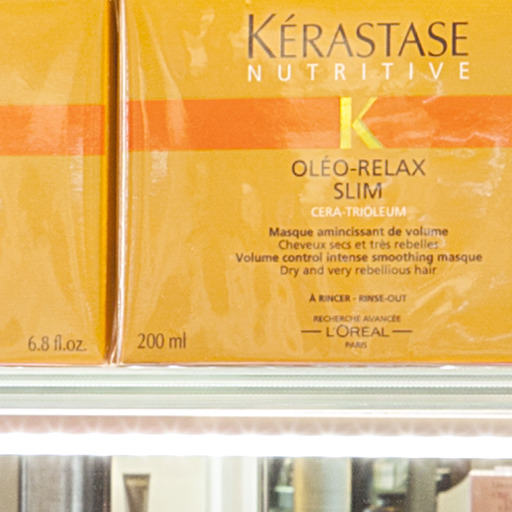 KÉRASTASE
NUTRITIVE
K
OLÉO-RELAX
SLIM
CERA-TRIOLEUM
Masque amincissant de volume
Cheveux secs et très rebelles
Volume control intense smoothing masque
Dry and very rebellious hair
À RINCER - RINSE-OUT
RECHERCHE AVANCÉE
L'ORÉAL
PARIS
200 ml
6.8 fl.oz.